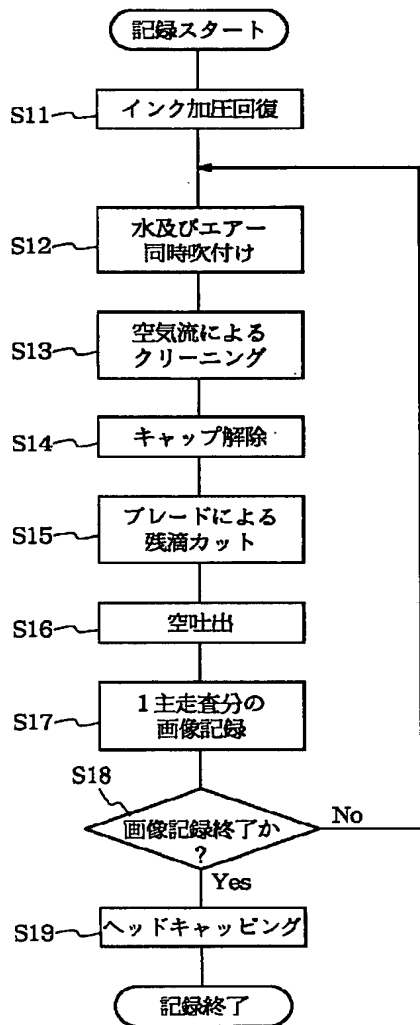 記録スタート
S11
インク加圧回復
S12
水及びエアー
同時吹付け
S13
空気流による
クリーニング
S14
キャップ解除
S15
ブレードによる
残滴カット
S16
空吐出
S17
1主走査分の
画像記録
S18
画像記録終了か
?
No
Yes
S19
ヘッドキャッピング
記録終了